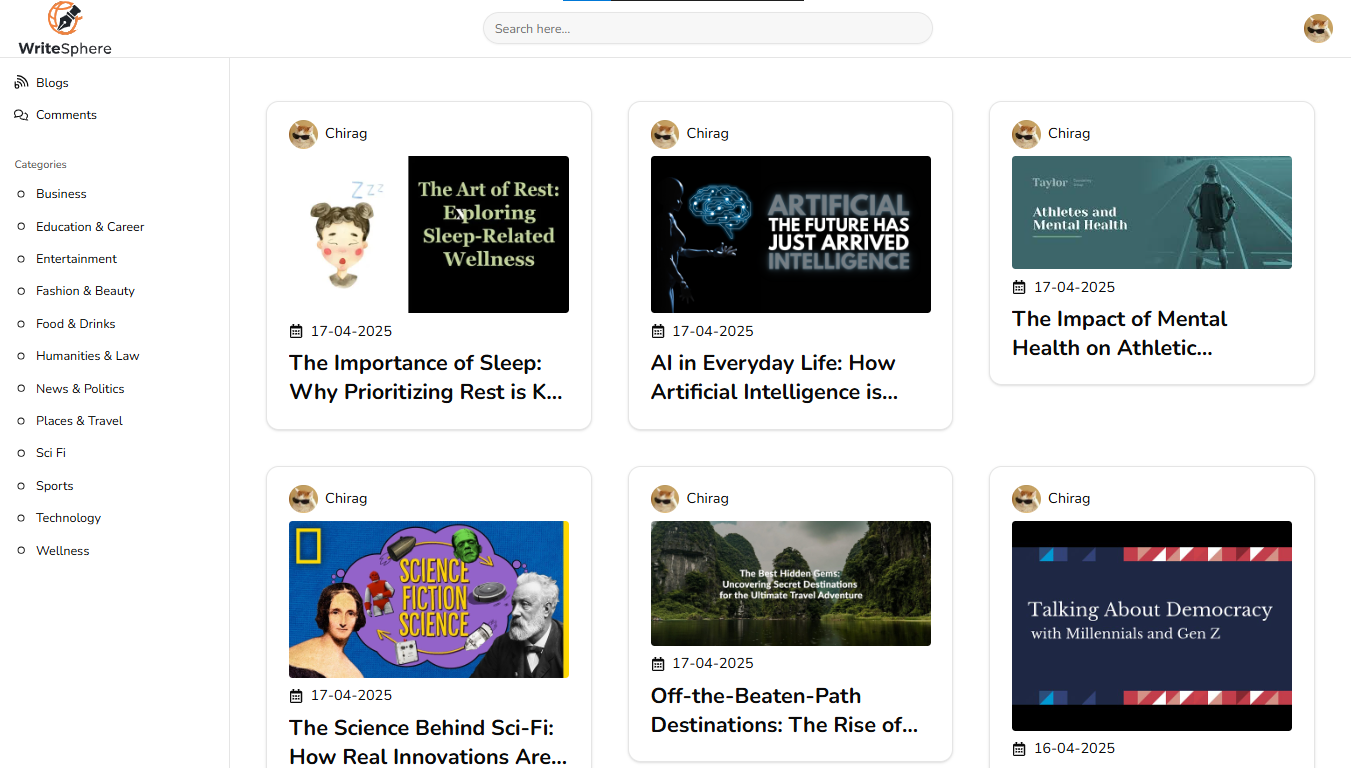 WriteSphere
Search here...
Blogs
Comments
Categories
Business
Education & Career
Entertainment
Fashion & Beauty
Food & Drinks
Humanities & Law
News & Politics
Places & Travel
Sci Fi
Sports
Technology
Wellness
Chirag
Zzz
The Art of Rest:
Exploring
Sleep-Related
Wellness
17-04-2025
The Importance of Sleep:
Why Prioritizing Rest is K...
Chirag
ARTIFICIAL
THE FUTURE HAS
JUST ARRIVED
INTELLIGENCE
17-04-2025
AI in Everyday Life: How
Artificial Intelligence is...
Chirag
Taylor
Athletes and
Mental Health
17-04-2025
The Impact of Mental
Health on Athletic...
Chirag
SCIENCE
FICTION
SCIENCE
17-04-2025
The Science Behind Sci-Fi:
How Real Innovations Are...
Chirag
The Best Hidden Gems:
Uncovering Secret Destinations
for the Ultimate Travel Adventure
17-04-2025
Off-the-Beaten-Path
Destinations: The Rise of...
Chirag
Talking About Democracy
with Millennials and Gen Z
16-04-2025